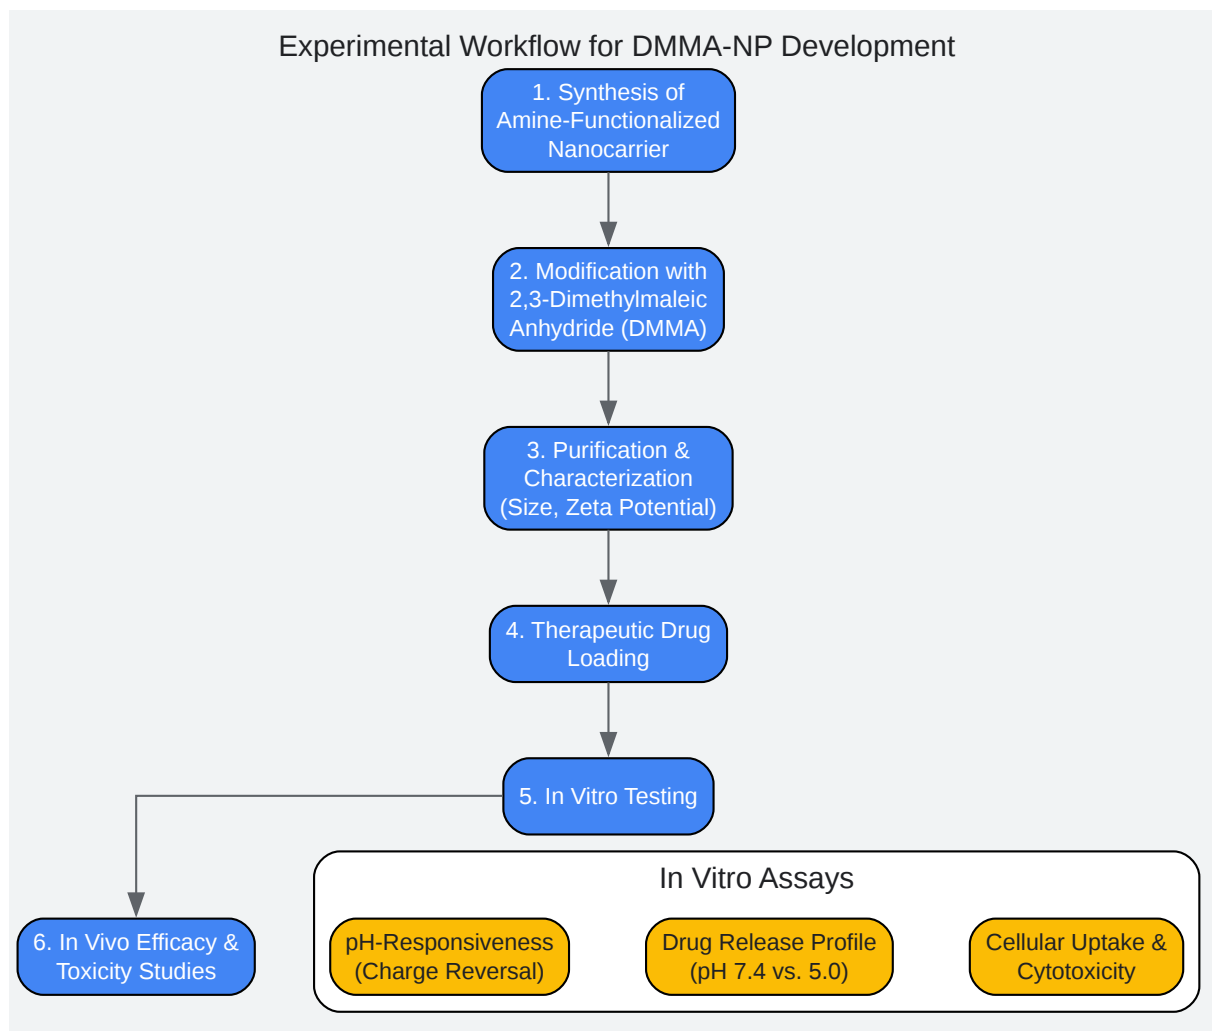 Experimental Workflow for DMMA-NP Development
1. Synthesis of
Amine-Functionalized
Nanocarrier
2. Modification with
2,3-Dimethylmaleic
Anhydride (DMMA)
3. Purification &
Characterization
(Size, Zeta Potential)
4. Therapeutic Drug
Loading
5. In Vitro Testing
6. In Vivo Efficacy &
Toxicity Studies
In Vitro Assays
pH-Responsiveness
(Charge Reversal)
Drug Release Profile
(pH 7.4 vs. 5.0)
Cellular Uptake &
Cytotoxicity